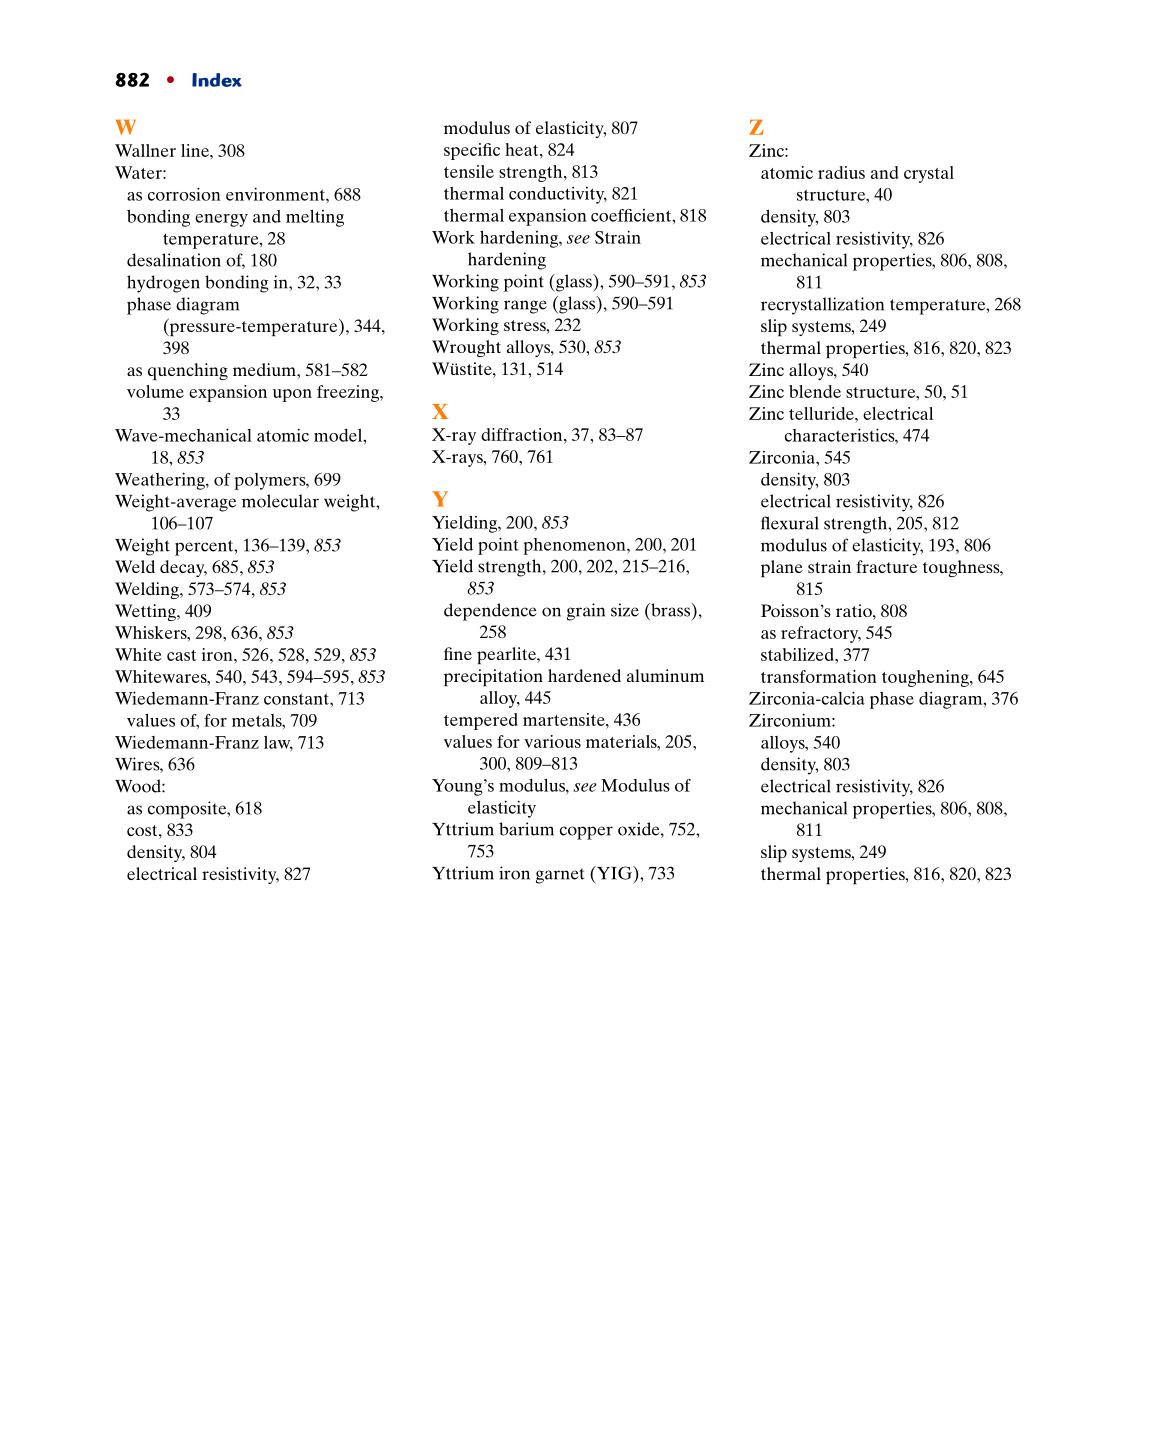 882 • Index
W
Wallner line, 308
Water:
as corrosion environment, 688
bonding energy and melting
temperature, 28
desalination of, 180
hydrogen bonding in, 32, 33
phase diagram
(pressure-temperature), 344,
398
as quenching medium, 581–582
volume expansion upon freezing,
33
Wave-mechanical atomic model,
18, 853
Weathering, of polymers, 699
Weight-average molecular weight,
106–107
Weight percent, 136–139, 853
Weld decay, 685, 853
Welding, 573–574, 853
Wetting, 409
Whiskers, 298, 636, 853
White cast iron, 526, 528, 529, 853
Whitewares, 540, 543, 594–595, 853
Wiedemann-Franz constant, 713
values of, for metals, 709
Wiedemann-Franz law, 713
Wires, 636
Wood:
as composite, 618
cost, 833
density, 804
electrical resistivity, 827
modulus of elasticity, 807
specific heat, 824
tensile strength, 813
thermal conductivity, 821
thermal expansion coefficient, 818
Work hardening, see Strain
hardening
Working point (glass), 590–591, 853
Working range (glass), 590–591
Working stress, 232
Wrought alloys, 530, 853
Wüstite, 131, 514
X
X-ray diffraction, 37, 83–87
X-rays, 760, 761
Y
Yielding, 200, 853
Yield point phenomenon, 200, 201
Yield strength, 200, 202, 215–216,
853
dependence on grain size (brass),
258
fine pearlite, 431
precipitation hardened aluminum
alloy, 445
tempered martensite, 436
values for various materials, 205,
300, 809–813
Young's modulus, see Modulus of
elasticity
Yttrium barium copper oxide, 752,
753
Yttrium iron garnet (YIG), 733
Z
Zinc:
atomic radius and crystal
structure, 40
density, 803
electrical resistivity, 826
mechanical properties, 806, 808,
811
recrystallization temperature, 268
slip systems, 249
thermal properties, 816, 820, 823
Zinc alloys, 540
Zinc blende structure, 50, 51
Zinc telluride, electrical
characteristics, 474
Zirconia, 545
density, 803
electrical resistivity, 826
flexural strength, 205, 812
modulus of elasticity, 193, 806
plane strain fracture toughness,
815
Poisson's ratio, 808
as refractory, 545
stabilized, 377
transformation toughening, 645
Zirconia-calcia phase diagram, 376
Zirconium:
alloys, 540
density, 803
electrical resistivity, 826
mechanical properties, 806, 808,
811
slip systems, 249
thermal properties, 816, 820, 823